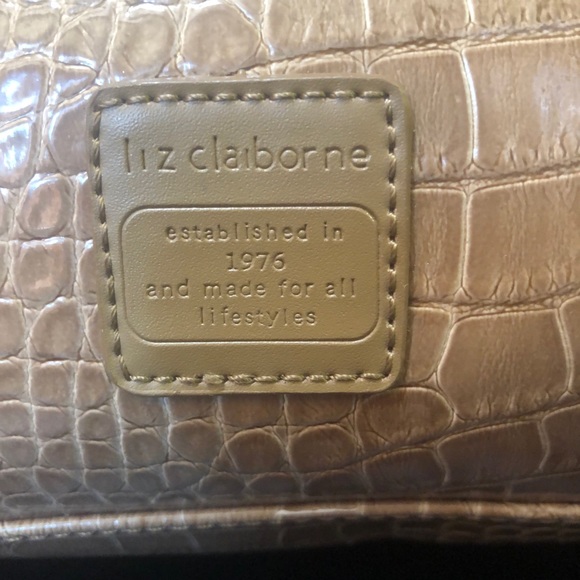 liz claiborne
established in
1976
and made for all
lifestyles